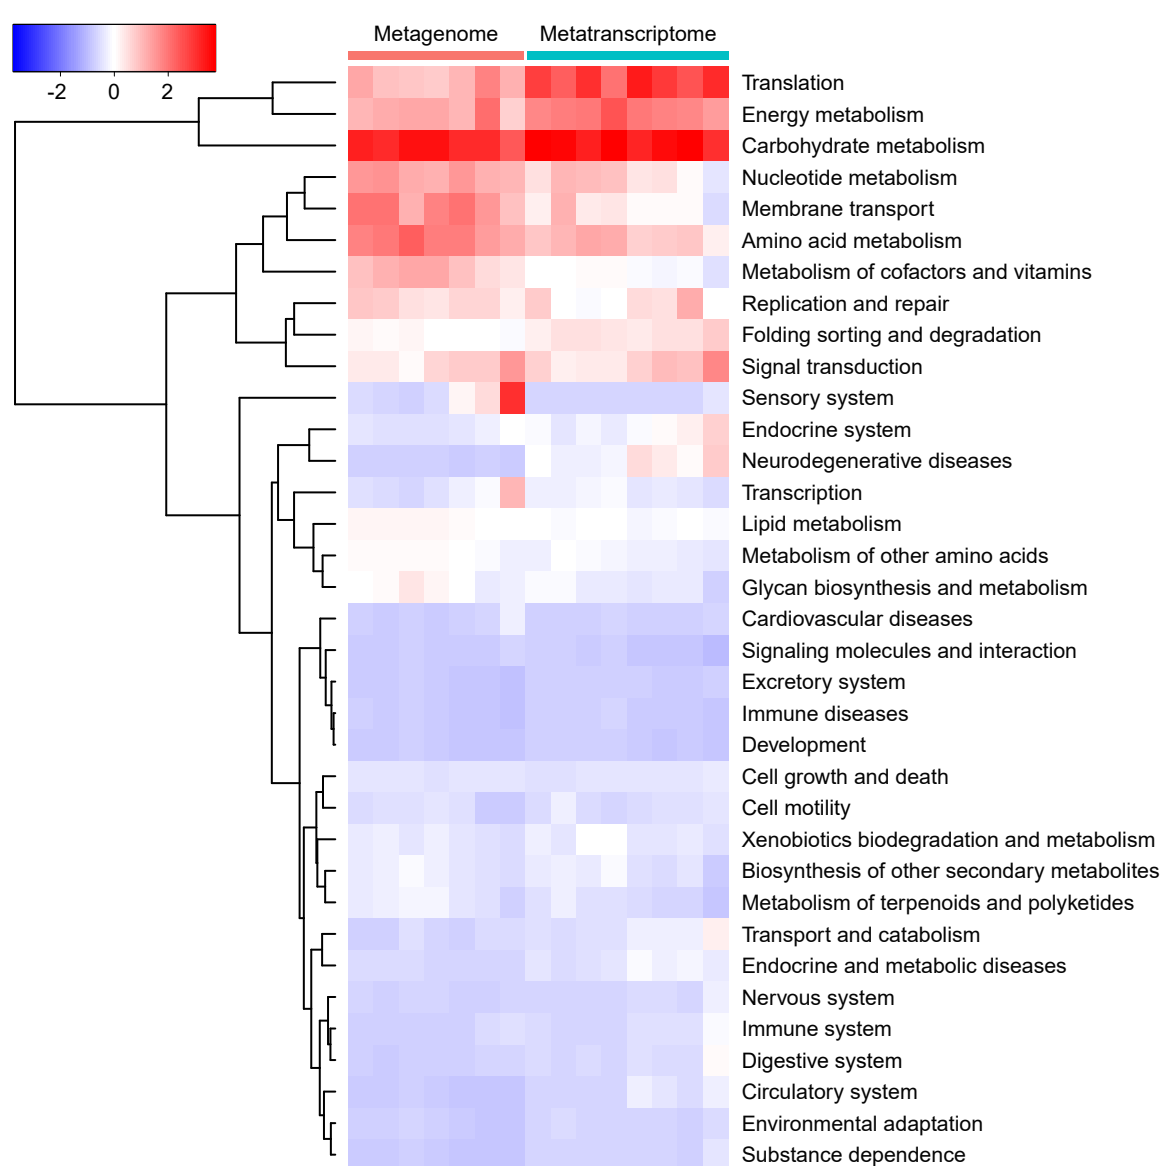 Metagenome Metatranscriptome
-2 0 2
Translation
Energy metabolism
Carbohydrate metabolism
Nucleotide metabolism
Membrane transport
Amino acid metabolism
Metabolism of cofactors and vitamins
Replication and repair
Folding sorting and degradation
Signal transduction
Sensory system
Endocrine system
Neurodegenerative diseases
Transcription
Lipid metabolism
Metabolism of other amino acids
Glycan biosynthesis and metabolism
Cardiovascular diseases
Signaling molecules and interaction
Excretory system
Immune diseases
Development
Cell growth and death
Cell motility
Xenobiotics biodegradation and metabolism
Biosynthesis of other secondary metabolites
Metabolism of terpenoids and polyketides
Transport and catabolism
Endocrine and metabolic diseases
Nervous system
Immune system
Digestive system
Circulatory system
Environmental adaptation
Substance dependence